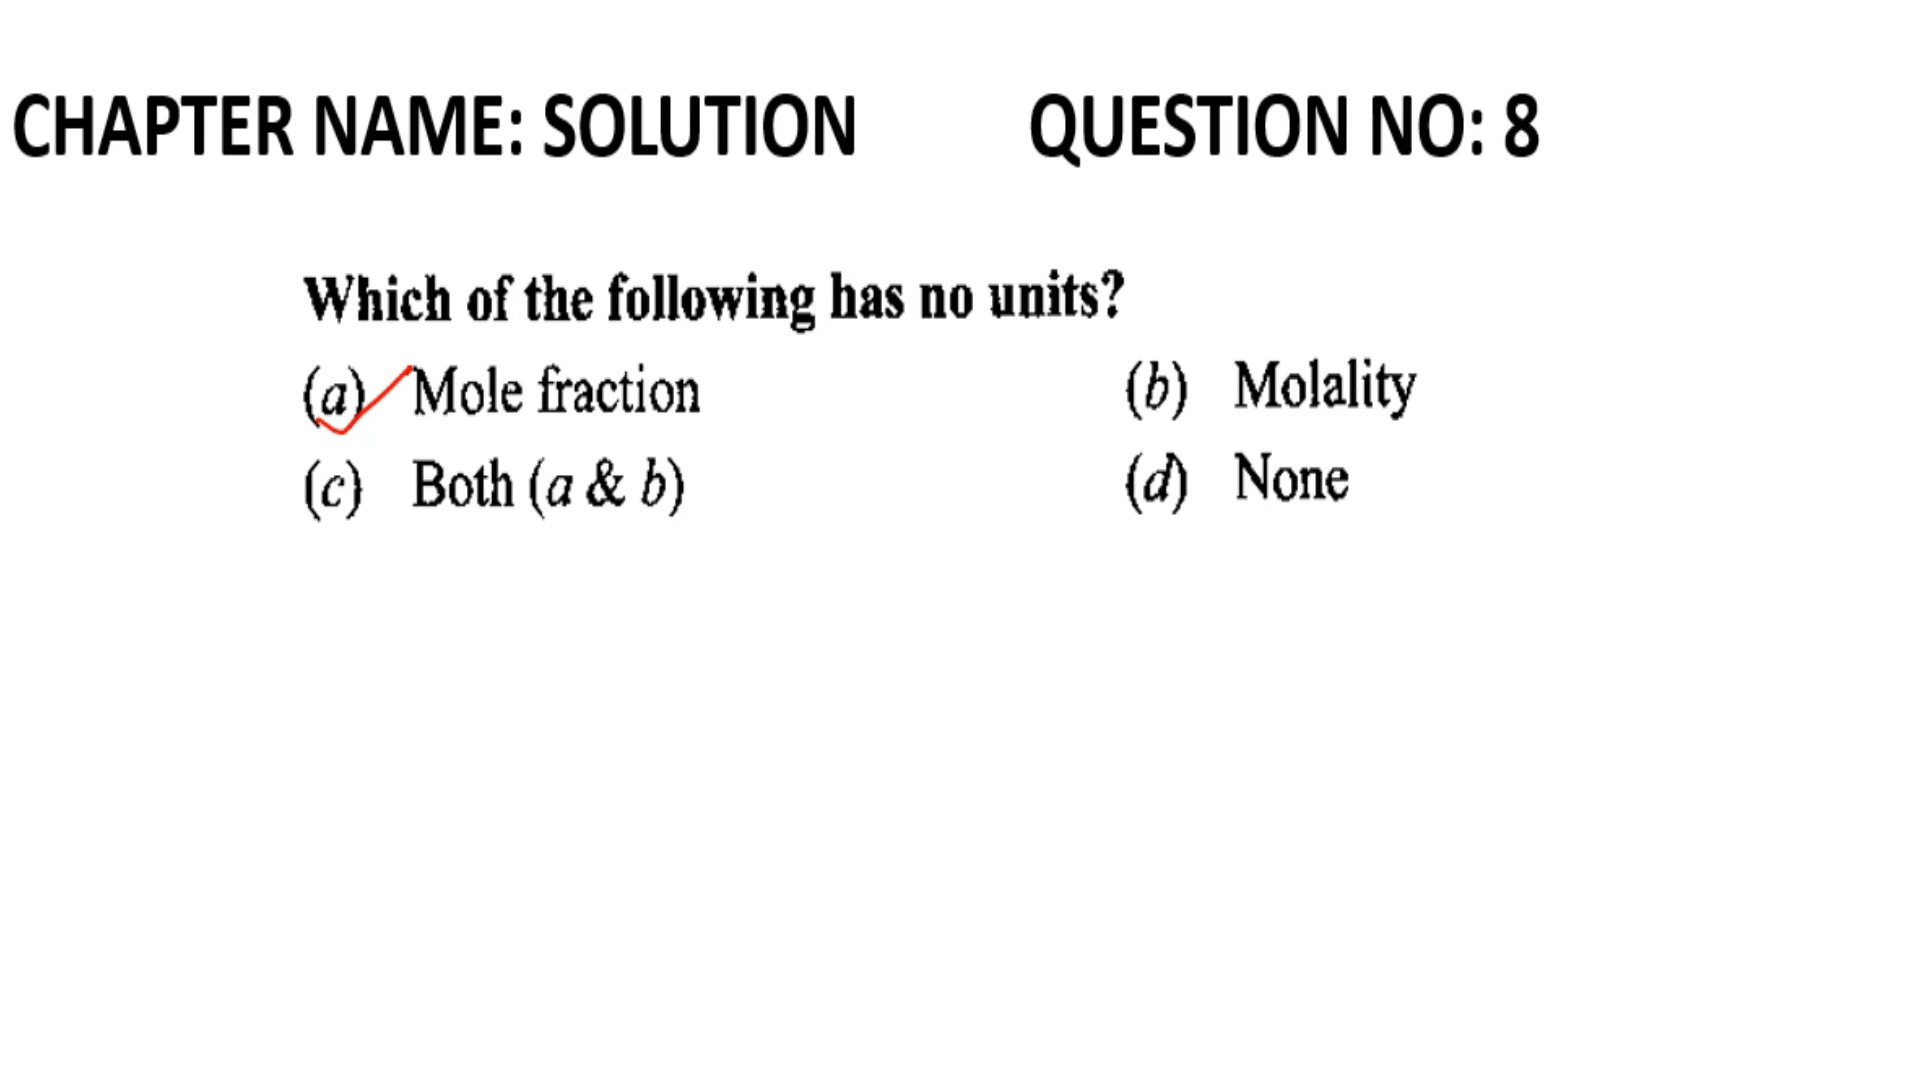 CHAPTER NAME: SOLUTION QUESTION NO: 8
Which of the following has no units?
(a) Mole fraction (b) Molality
(c) Both (a & b) (d) None